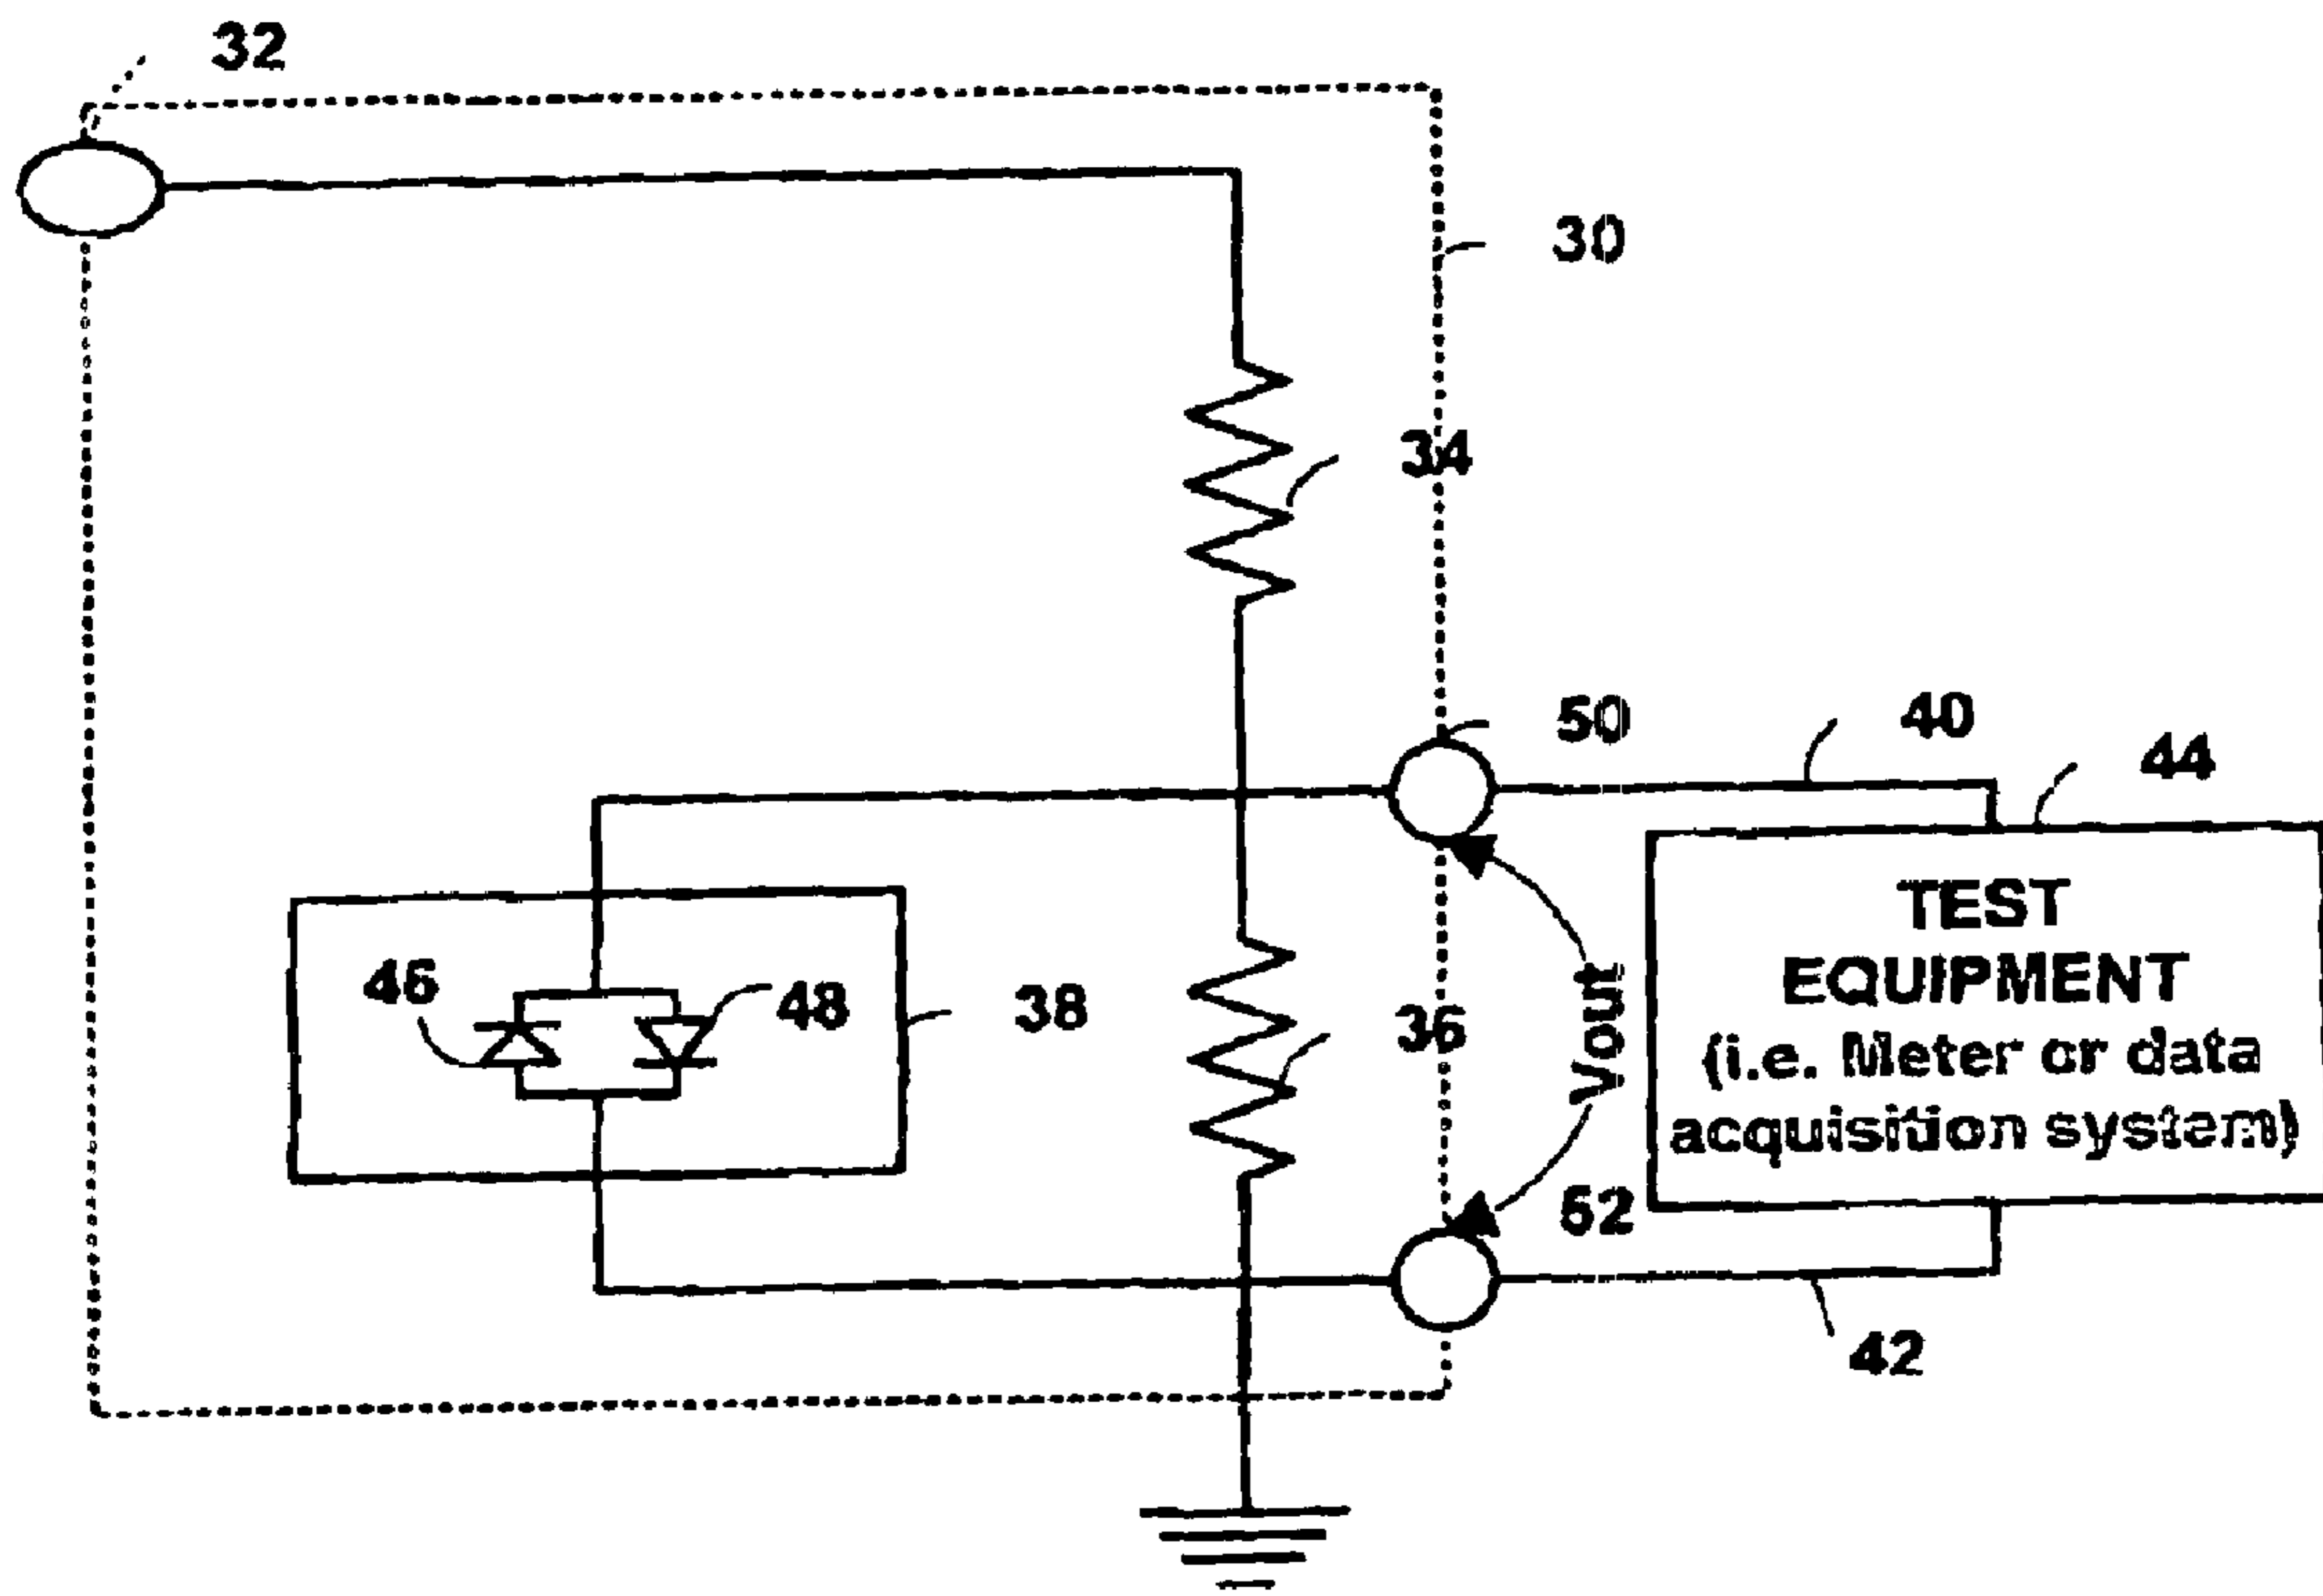 32
30
34
50
40
44
TEST
EQUIPMENT
(i.e. Meter or data
acquisition system)
46
48
38
36
Vout
52
42